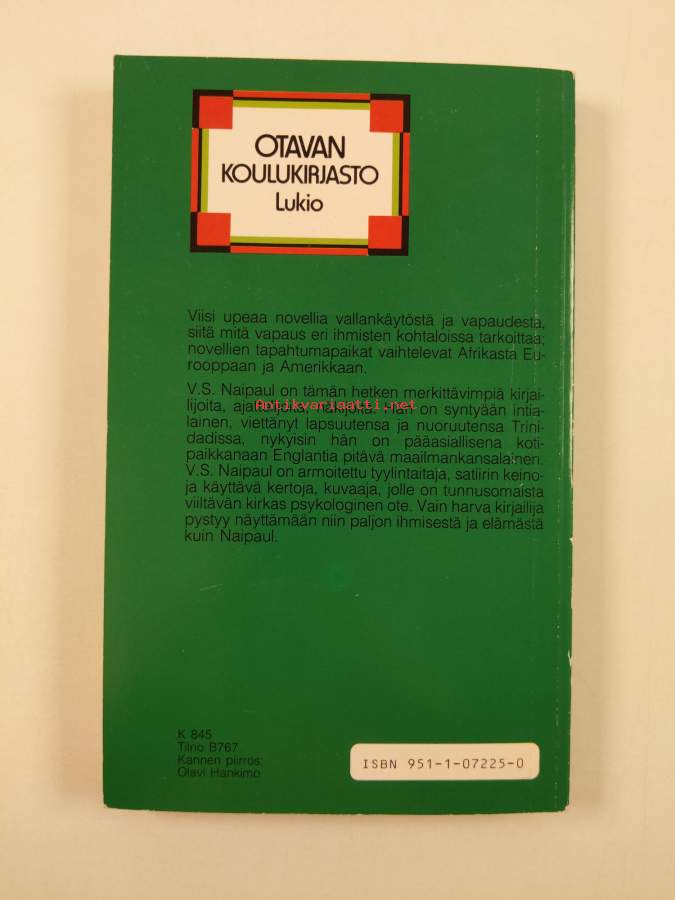 OTAVAN
KOULUKIRJASTO
Lukio
Viisi upeaa novellia vallankäytöstä ja vapaudesta,
siitä mitä vapaus eri ihmisten kohtaloissa tarkoittaa;
novellien tapahtumapaikat vaihtelevat Afrikasta Eu-
rooppaan ja Amerikkaan.
V.S. Naipaul on tämän hetken merkittävimpiä kirjai-
Antikvariaatti.net
lijoita, on syntyään intia-
lainen, viettänyt lapsuutensa ja nuoruutensa Trini-
dadissa, nykyisin hän on pääasiallisena koti-
paikkanaan Englantia pitävä maailmankansalainen.
V.S. Naipaul on armoitettu tyylintaitaja, satiirin keino-
ja käyttävä kertoja, kuvaaja, jolle on tunnusomaista
viiltävän kirkas psykologinen ote. Vain harva kirjailija
pystyy näyttämään niin paljon ihmisestä ja elämästä
kuin Naipaul.
K 845
Tilno B767
Kannen piirros:
Olavi Hankimo
ISBN 951-1-07225-0